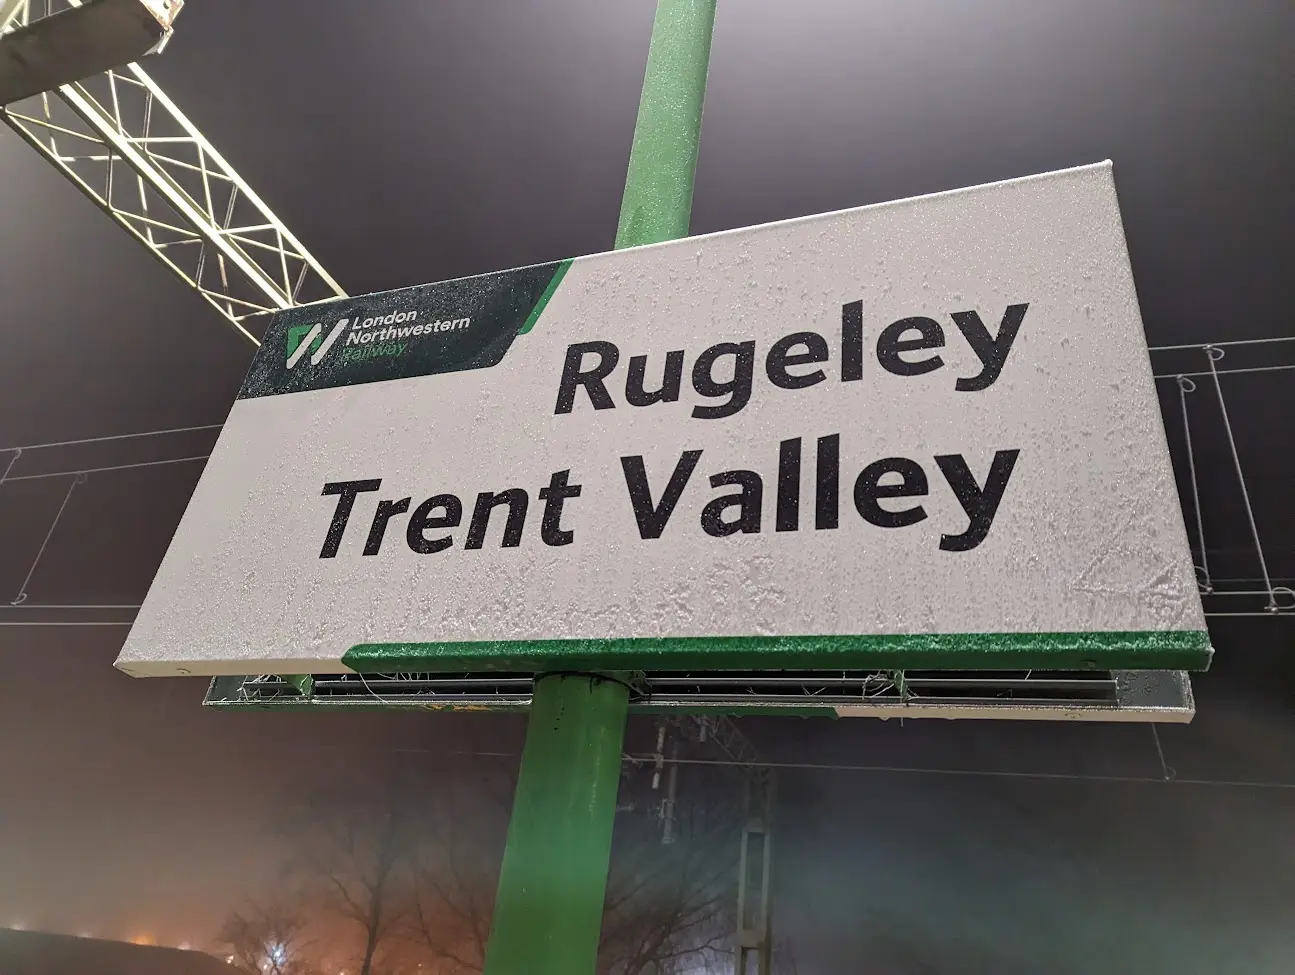 London
Northwestern
railway
Rugeley
Trent Valley